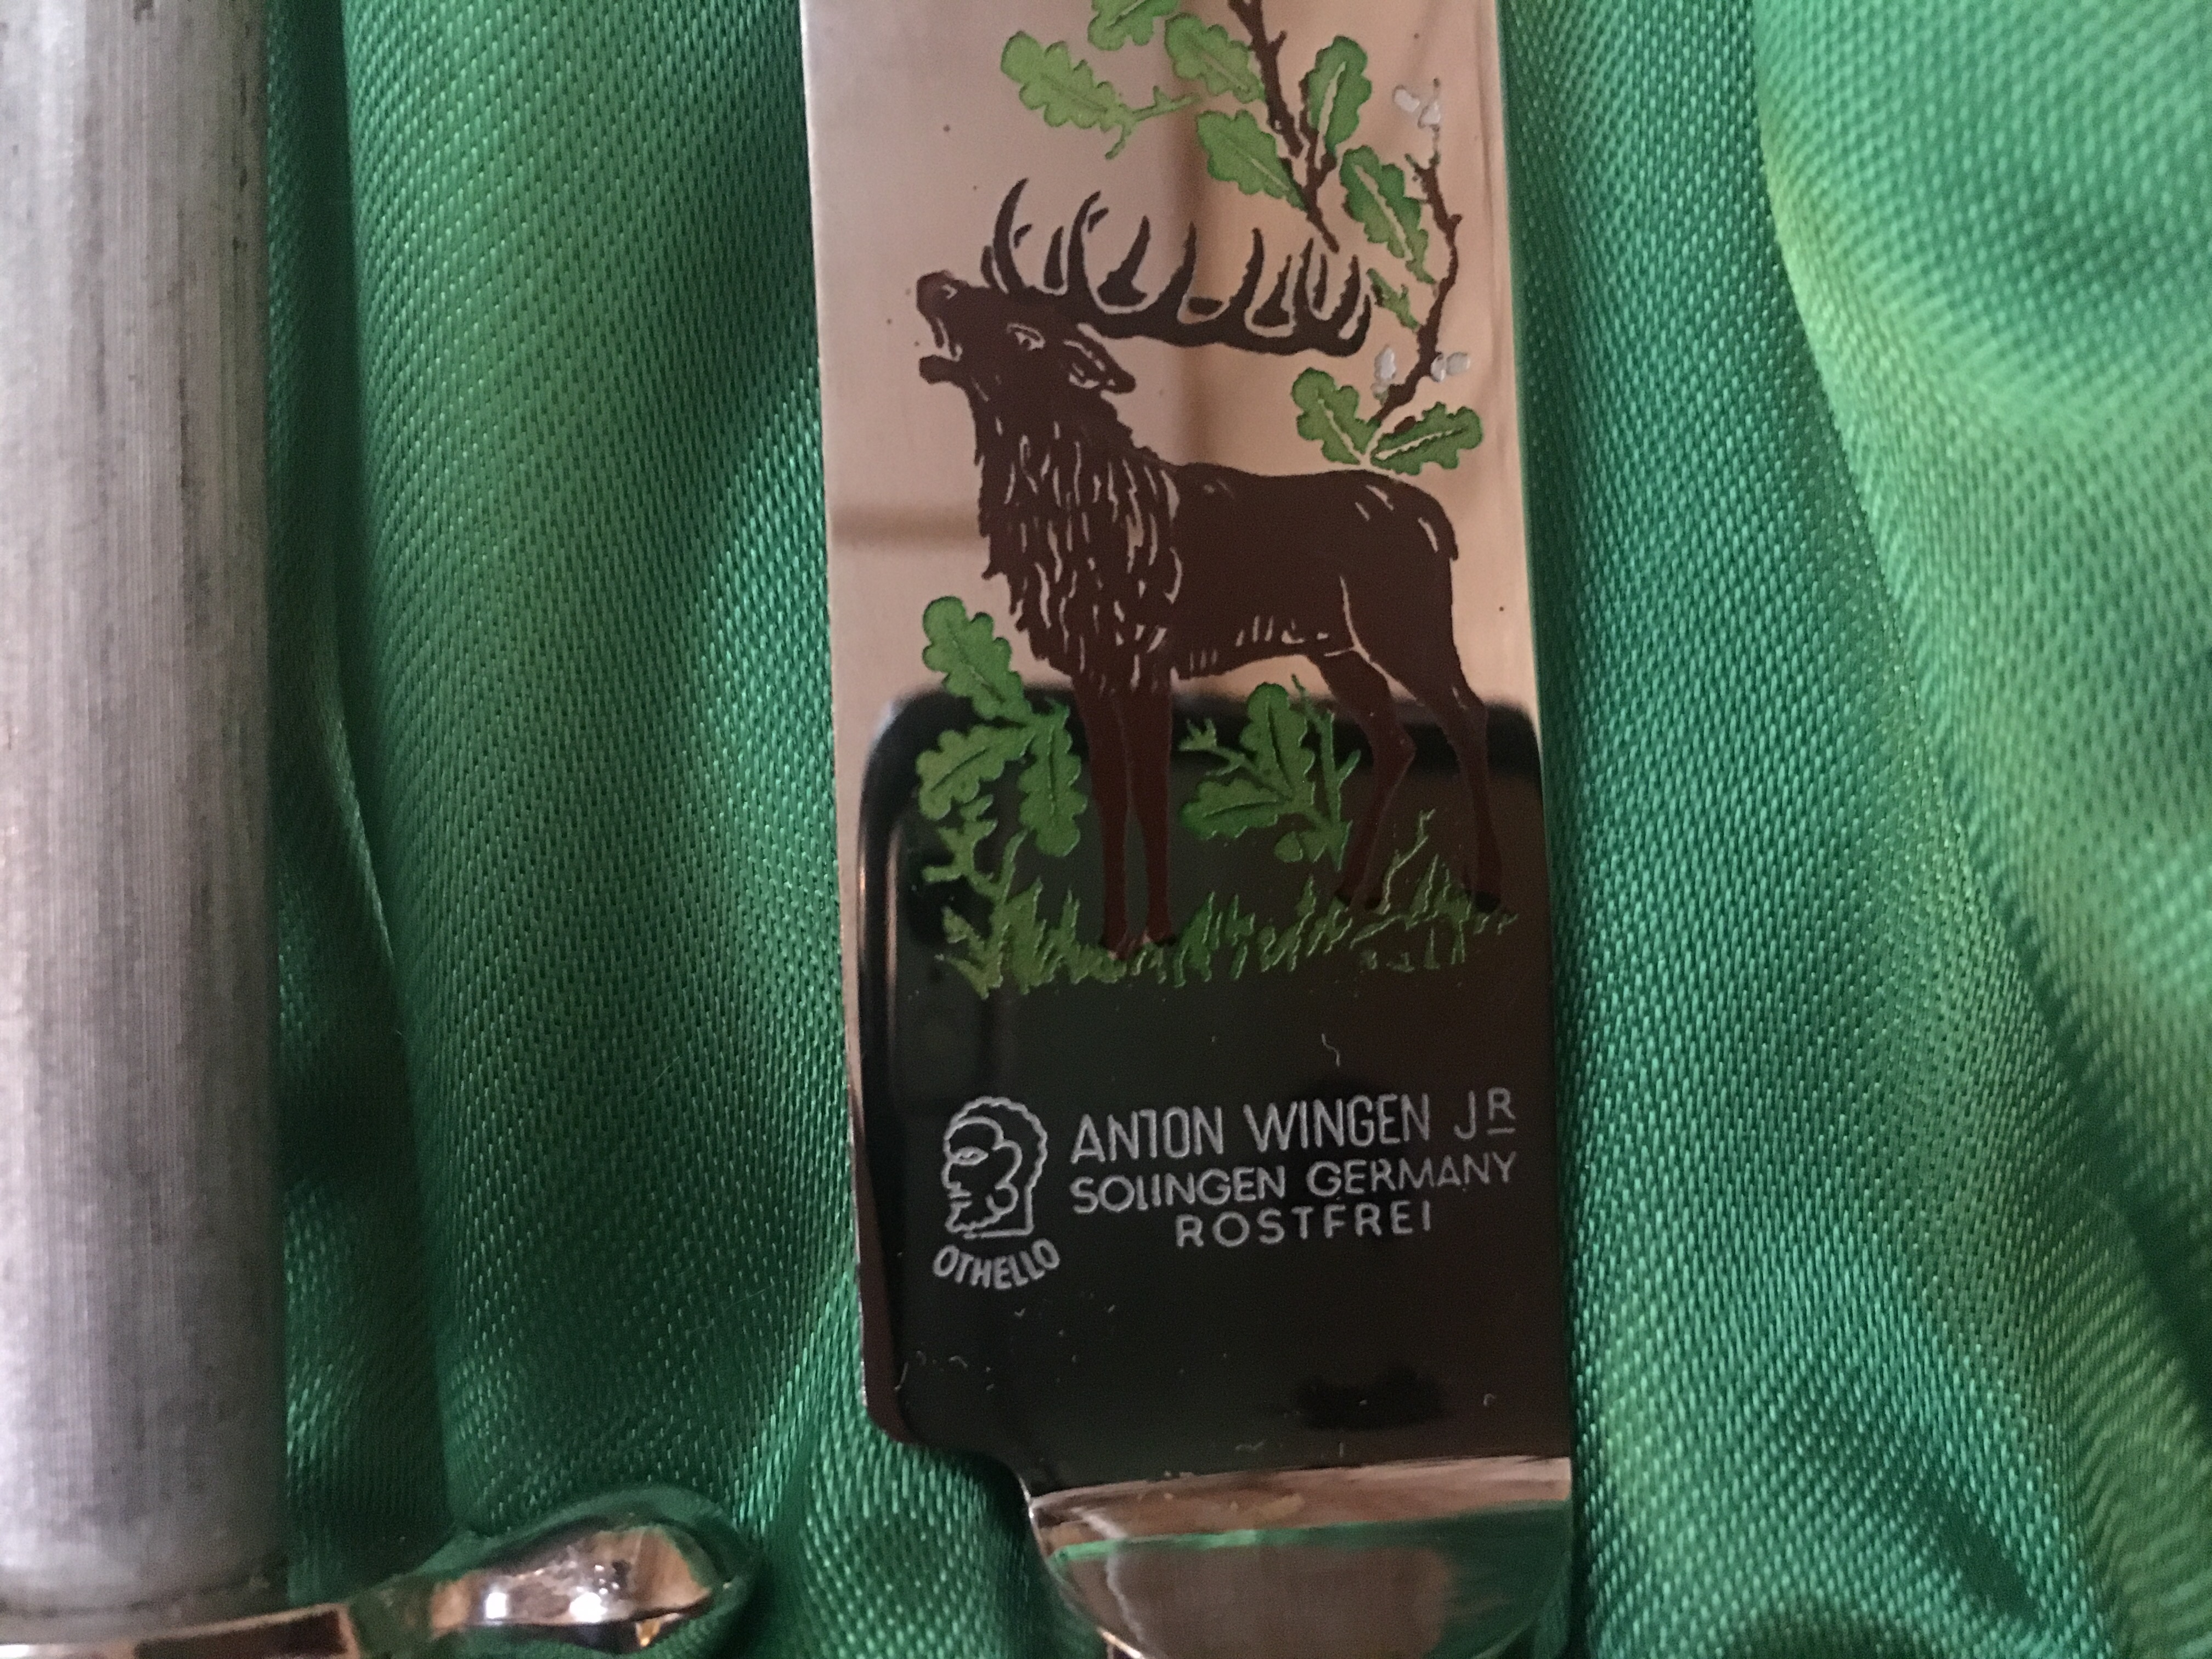 ANTON WINGEN JR
SOLINGEN GERMANY
ROSTFREI
OTHELLO